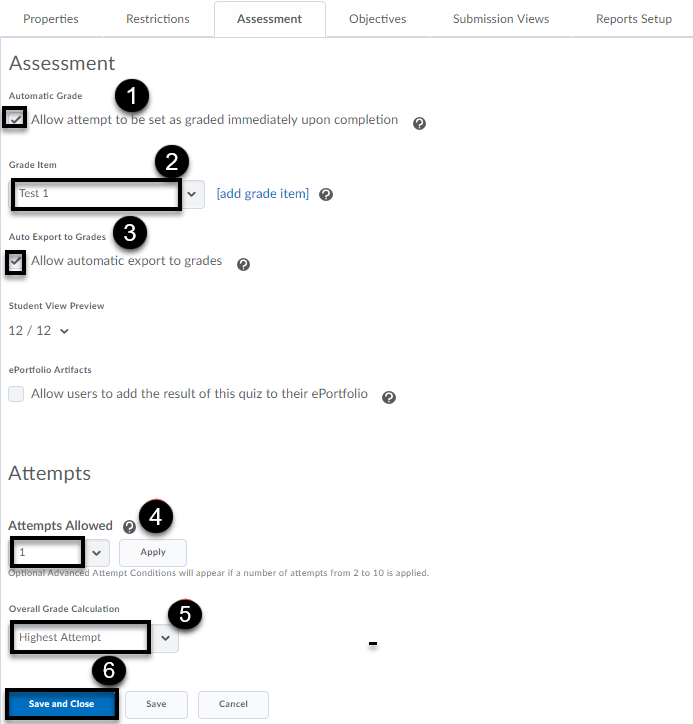 Properties Restrictions Assessment Objectives Submission Views Reports Setup
Assessment
Automatic Grade 1
Allow attempt to be set as graded immediately upon completion ?
Grade Item 2
Test 1 [add grade item] ?
Auto Export to Grades 3
Allow automatic export to grades ?
Student View Preview
12 / 12
ePortfolio Artifacts
Allow users to add the result of this quiz to their ePortfolio ?
Attempts
Attempts Allowed ? 4
1 Apply
Optional Advanced Attempt Conditions will appear if a number of attempts from 2 to 10 is applied.
Overall Grade Calculation 5
Highest Attempt -
6
Save and Close Save Cancel